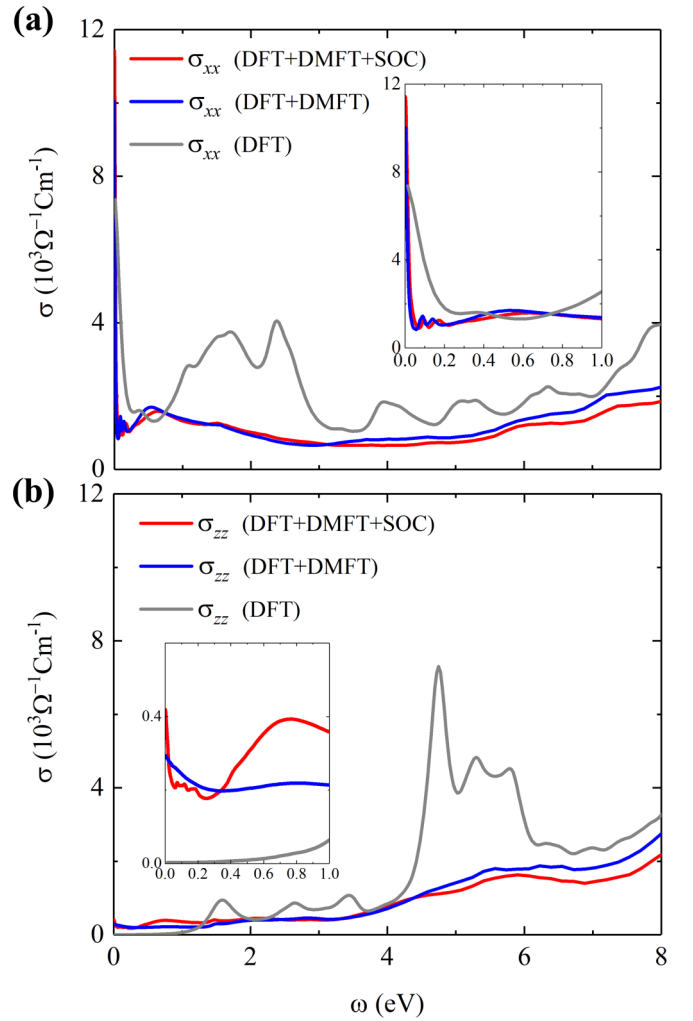 (a)
12
8
4
0
σ (10³Ω⁻¹Cm⁻¹)
σxx (DFT+DMFT+SOC)
σxx (DFT+DMFT)
σxx (DFT)
12
8
4
0
0.0 0.2 0.4 0.6 0.8 1.0
(b)
12
8
4
0
σ (10³Ω⁻¹Cm⁻¹)
σzz (DFT+DMFT+SOC)
σzz (DFT+DMFT)
σzz (DFT)
0.4
0.0
0.0 0.2 0.4 0.6 0.8 1.0
0 2 4 6 8
ω (eV)